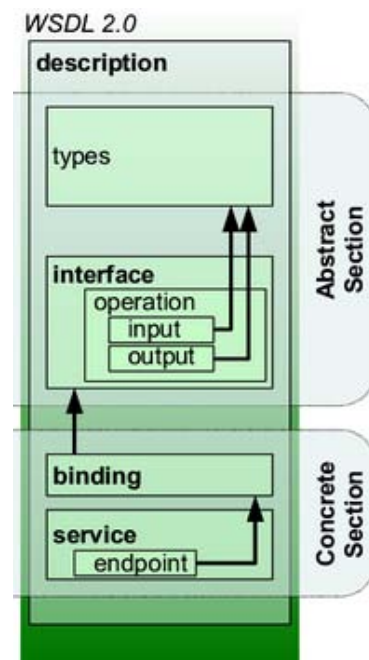 WSDL 2.0
description
types
interface
operation
input
output
Abstract
Section
binding
service
endpoint
Concrete
Section